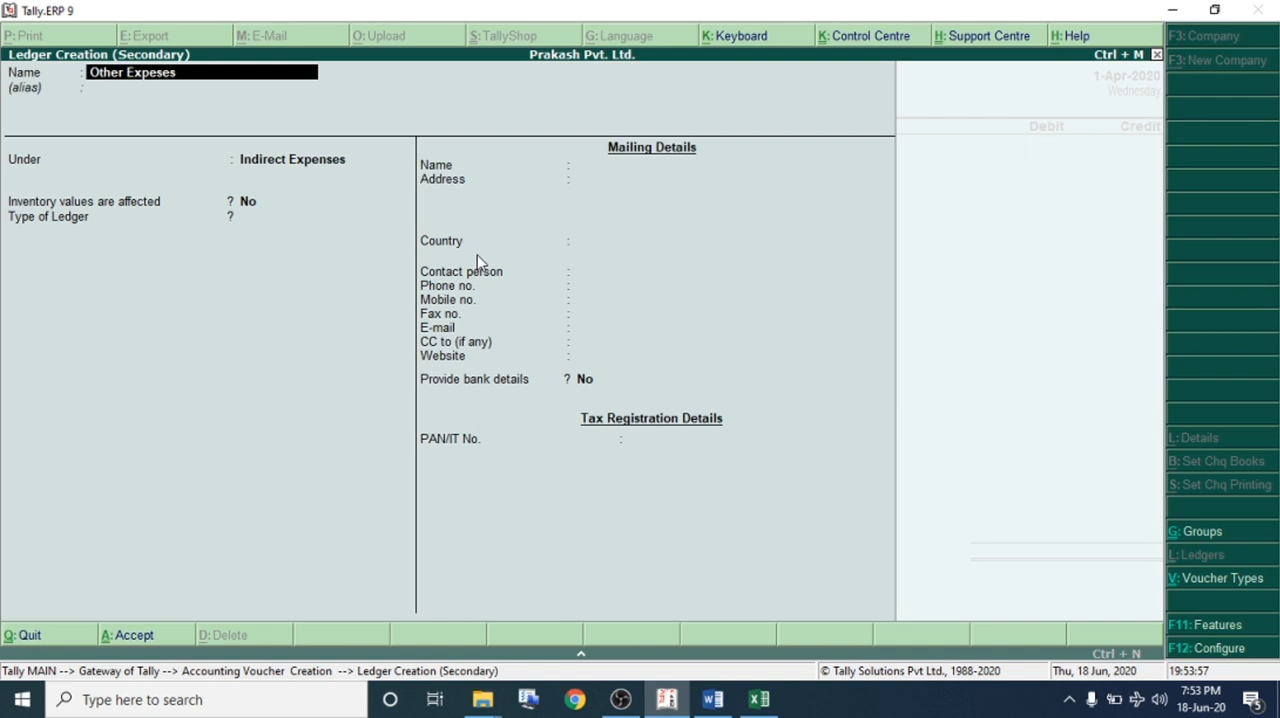 Tally.ERP 9
P: Print
E: Export
M: E-Mail
O: Upload
S: TallyShop
G: Language
K: Keyboard
K: Control Centre
H: Support Centre
H: Help
F3: Company
F3: New Company
Ledger Creation (Secondary)
Prakash Pvt. Ltd.
Ctrl + M
Name : Other Expeses
(alias) :
1-Apr-2020
Wednesday
Debit Credit
Under : Indirect Expenses
Inventory values are affected ? No
Type of Ledger ?
Mailing Details
Name :
Address :
Country :
Contact person :
Phone no. :
Mobile no. :
Fax no. :
E-mail :
CC to (if any) :
Website :
Provide bank details ? No
Tax Registration Details
PAN/IT No. :
L: Details
B: Set Chq Books
S: Set Chq Printing
G: Groups
L: Ledgers
V: Voucher Types
F11: Features
F12: Configure
Q: Quit
A: Accept
D: Delete
Ctrl + N
Tally MAIN --> Gateway of Tally --> Accounting Voucher Creation --> Ledger Creation (Secondary)
© Tally Solutions Pvt Ltd., 1988-2020
Thu, 18 Jun, 2020
19:53:57
Type here to search
7:53 PM
18-Jun-20
5